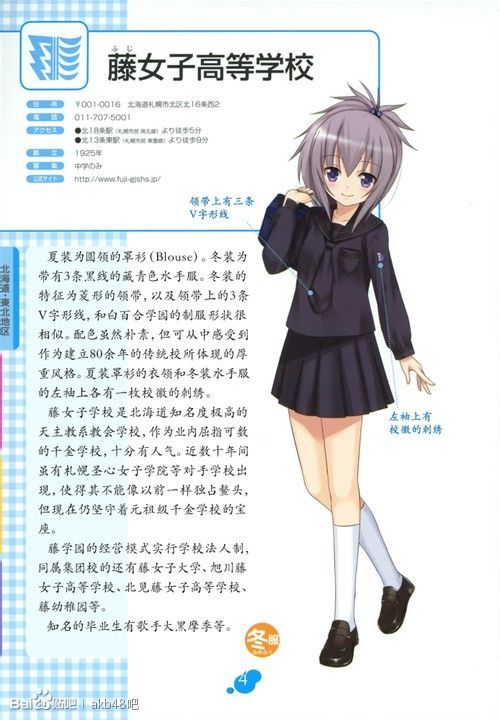 ふじ
藤女子高等学校
住所 〒001-0016 北海道札幌市北区北16条西2
電話 011-707-5001
アクセス ●北18条駅（札幌市営 南北線）より徒歩5分
●北13条東駅（札幌市営 東豊線）より徒歩9分
創立 1925年
募集 中学のみ
公式サイト http://www.fuji-gjshs.jp/
领带上有三条
V字形线
夏装为圆领的罩衫(Blouse)。冬装为
带有3条黑线的藏青色水手服。冬装的
特征为菱形的领带,以及领带上的3条
V字形线,和白百合学园的制服形状很
相似。配色虽然朴素,但可从中感受到
作为建立80余年的传统校所体现的厚
重风格。夏装罩衫的衣领和冬装水手服
的左袖上各有一枚校徽的刺绣。
藤女子学校是北海道知名度极高的
天主教系教会学校,作为业内屈指可数
的千金学校,十分有人气。近数十年间
虽有札幌圣心女子学院等对手学校出
现,使得其不能像以前一样独占鳌头,
但现在仍坚守着元祖级千金学校的宝
座。
藤学园的经营模式实行学校法人制,
同属集团校的还有藤女子大学、旭川藤
女子高等学校、北见藤女子高等学校、
藤幼稚园等。
知名的毕业生有歌手大黑摩季等。
左袖上有
校徽的刺绣
北海道・東北地区
冬服
ふゆふく
4
Bai贴吧 | akb48吧